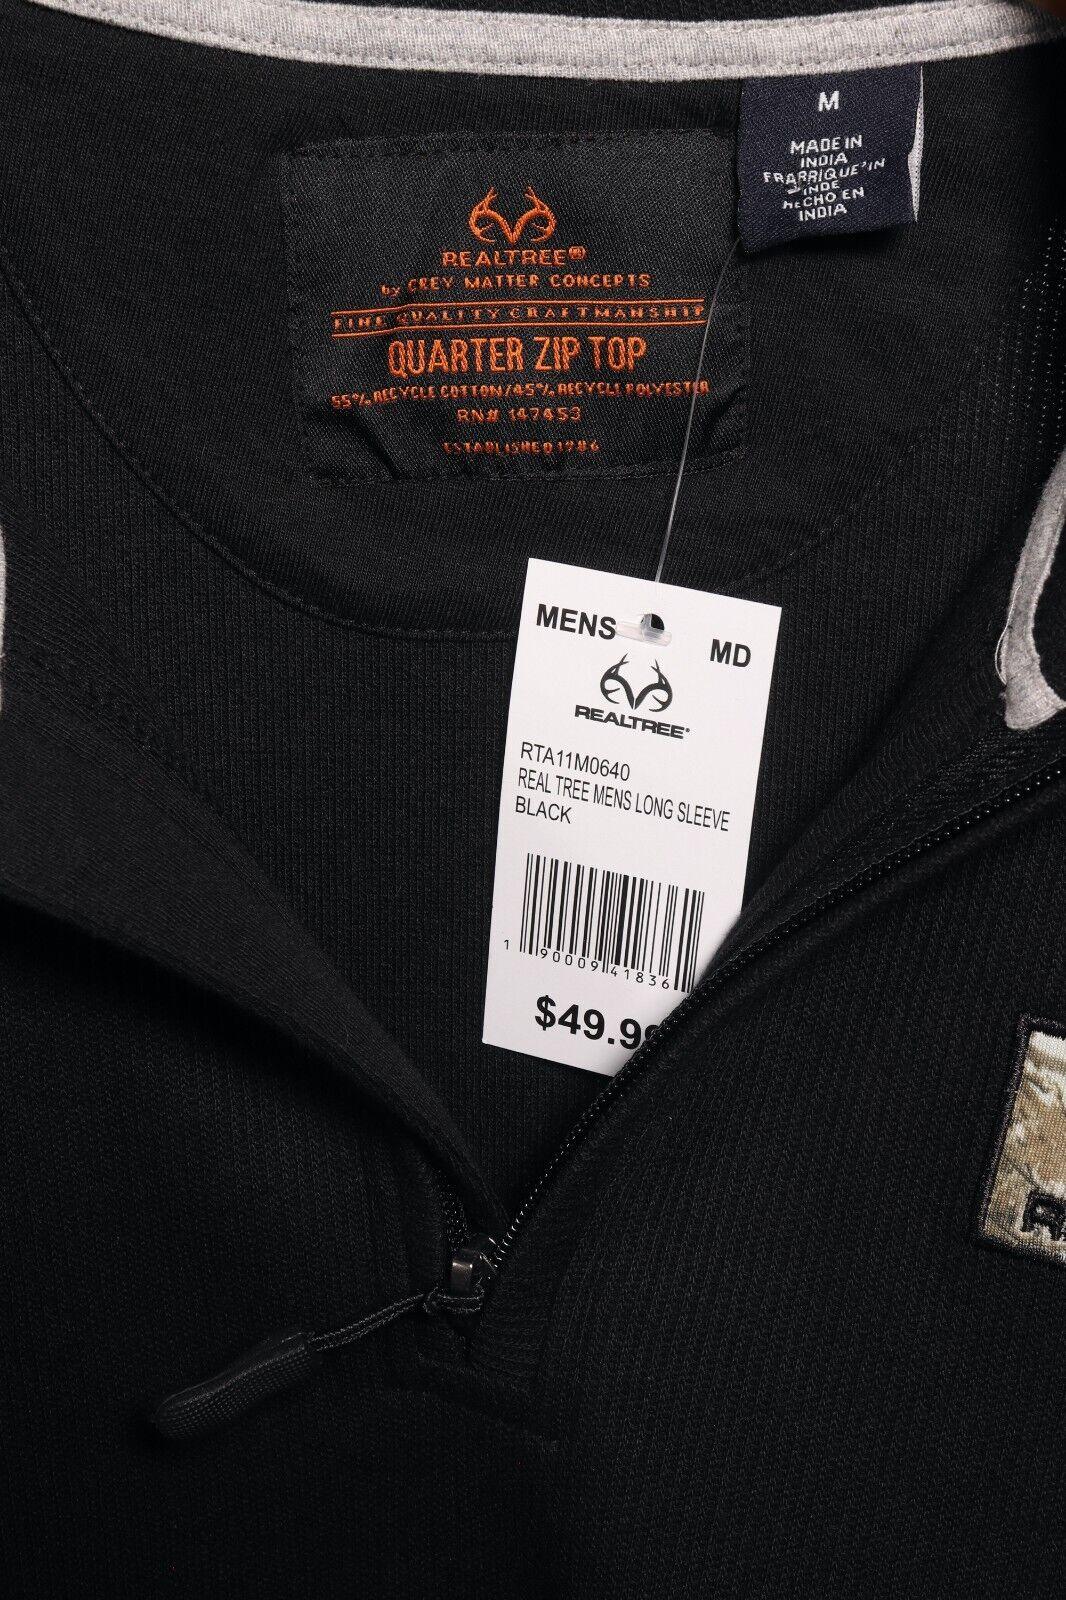 M
MADE IN
INDIA
FRABRIQUE'IN
INDE
HECHO EN
INDIA
REALTREE
by GREY MATTER CONCEPTS
FINE QUALITY CRAFTMANSHIP
QUARTER ZIP TOP
55% RECYCLE COTTON/45% RECYCLE POLYESTER
RN# 147453
ESTABLISHED 1986
MENS
MD
REALTREE
RTA11M0640
REAL TREE MENS LONG SLEEVE
BLACK
1 90009 41836
$49.9